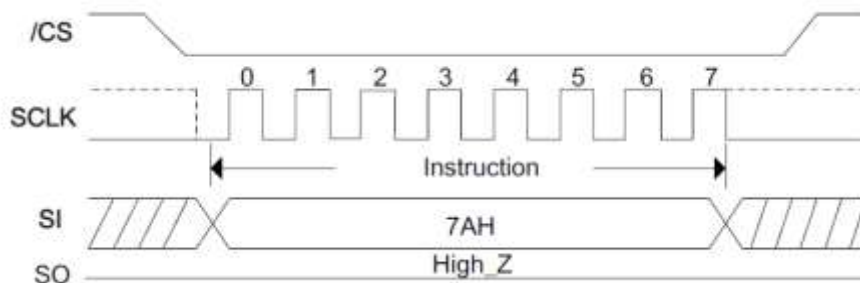 /CS
0 1 2 3 4 5 6 7
SCLK
Instruction
SI
7AH
High_Z
SO